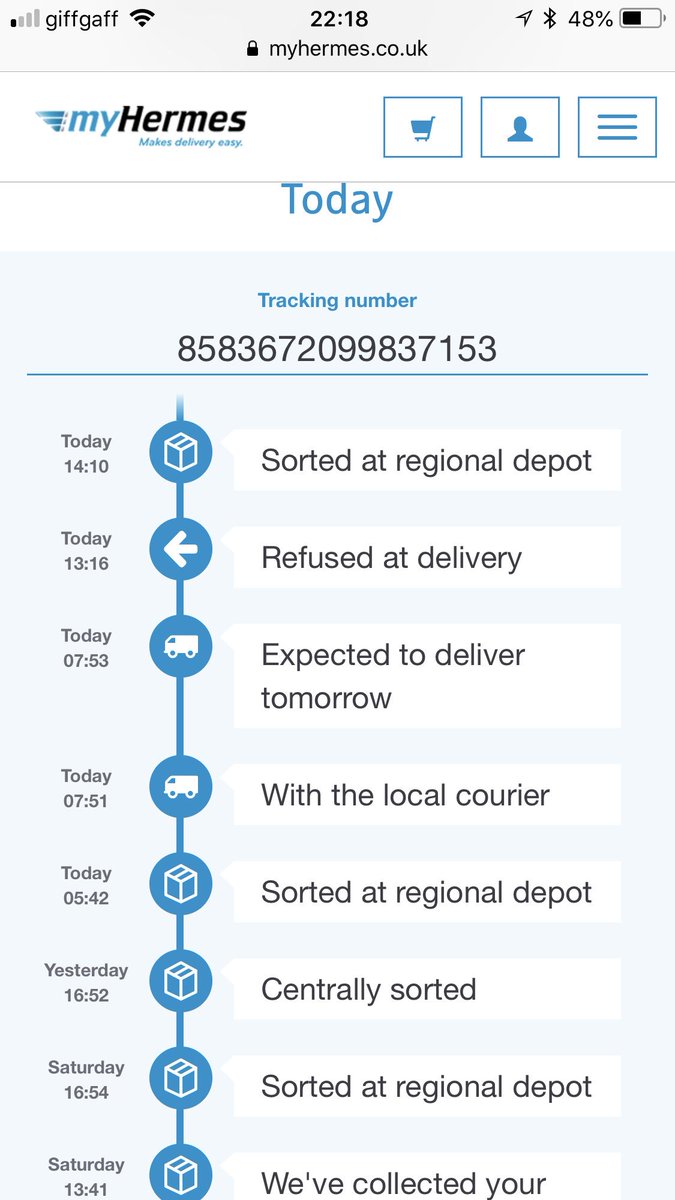 giffgaff 22:18 48%
myhermes.co.uk
myHermes
Makes delivery easy.
Today
Tracking number
8583672099837153
Today
14:10
Sorted at regional depot
Today
13:16
Refused at delivery
Today
07:53
Expected to deliver
tomorrow
Today
07:51
With the local courier
Today
05:42
Sorted at regional depot
Yesterday
16:52
Centrally sorted
Saturday
16:54
Sorted at regional depot
Saturday
13:41
We've collected your